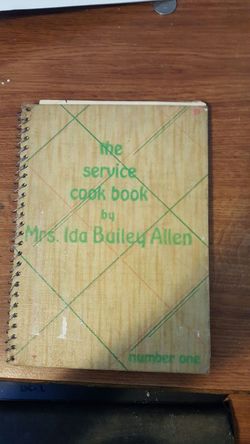 the
service
cook book
by
Mrs. Ida Bailey Allen
number one